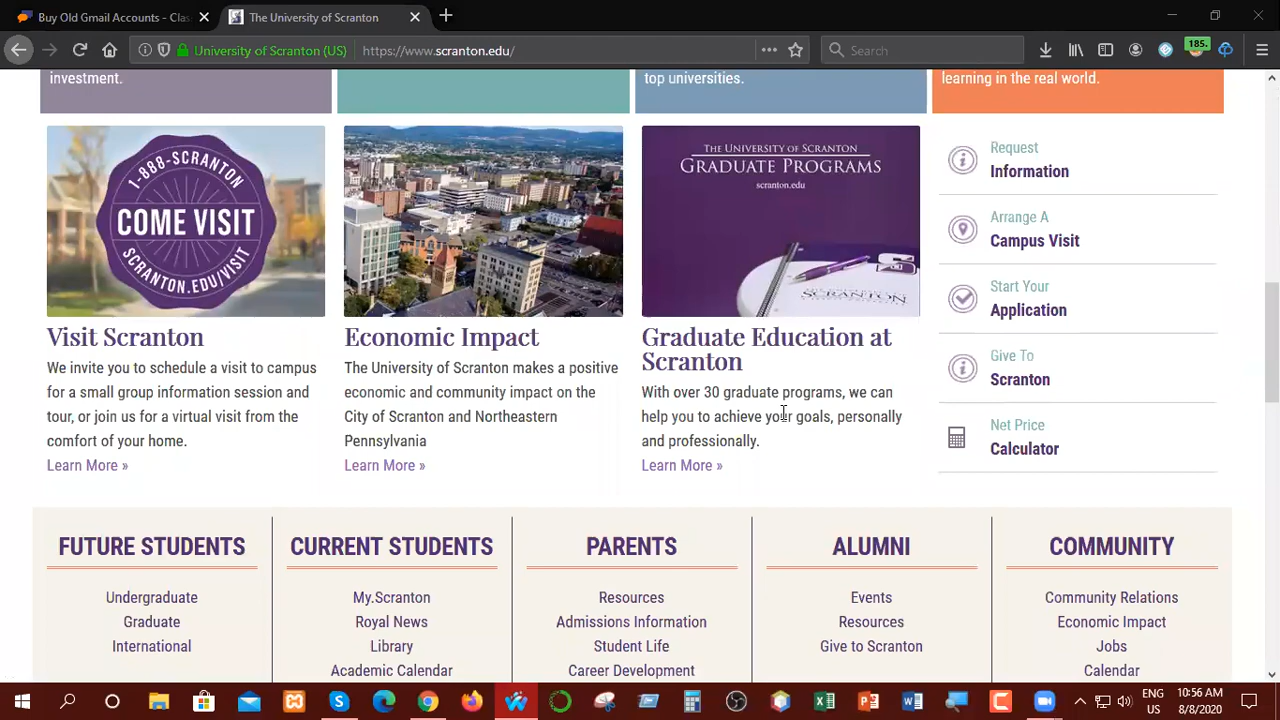 Buy Old Gmail Accounts - Clas
The University of Scranton
University of Scranton (US)
https://www.scranton.edu/
Search
185.
investment.
top universities.
learning in the real world.
1-888-SCRANTON
COME VISIT
SCRANTON.EDU/VISIT
THE UNIVERSITY OF SCRANTON
GRADUATE PROGRAMS
scranton.edu
SCRANTON
Visit Scranton
We invite you to schedule a visit to campus
for a small group information session and
tour, or join us for a virtual visit from the
comfort of your home.
Learn More »
Economic Impact
The University of Scranton makes a positive
economic and community impact on the
City of Scranton and Northeastern
Pennsylvania
Learn More »
Graduate Education at
Scranton
With over 30 graduate programs, we can
help you to achieve your goals, personally
and professionally.
Learn More »
Request
Information
Arrange A
Campus Visit
Start Your
Application
Give To
Scranton
Net Price
Calculator
FUTURE STUDENTS
Undergraduate
Graduate
International
CURRENT STUDENTS
My.Scranton
Royal News
Library
Academic Calendar
PARENTS
Resources
Admissions Information
Student Life
Career Development
ALUMNI
Events
Resources
Give to Scranton
COMMUNITY
Community Relations
Economic Impact
Jobs
Calendar
ENG
US
10:56 AM
8/8/2020